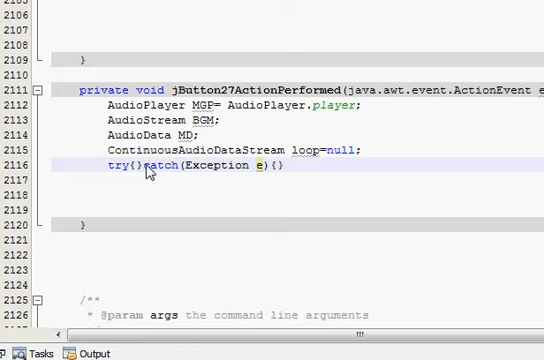 2106
2107
2108
2109 }
2110
2111 private void jButton27ActionPerformed(java.awt.event.ActionEvent e
2112 AudioPlayer MGP= AudioPlayer.player;
2113 AudioStream BGM;
2114 AudioData MD;
2115 ContinuousAudioDataStream loop=null;
2116 try{}catch(Exception e){}
2117
2118
2119
2120 }
2121
2122
2123
2124
2125 /**
2126 * @param args the command line arguments
Tasks Output